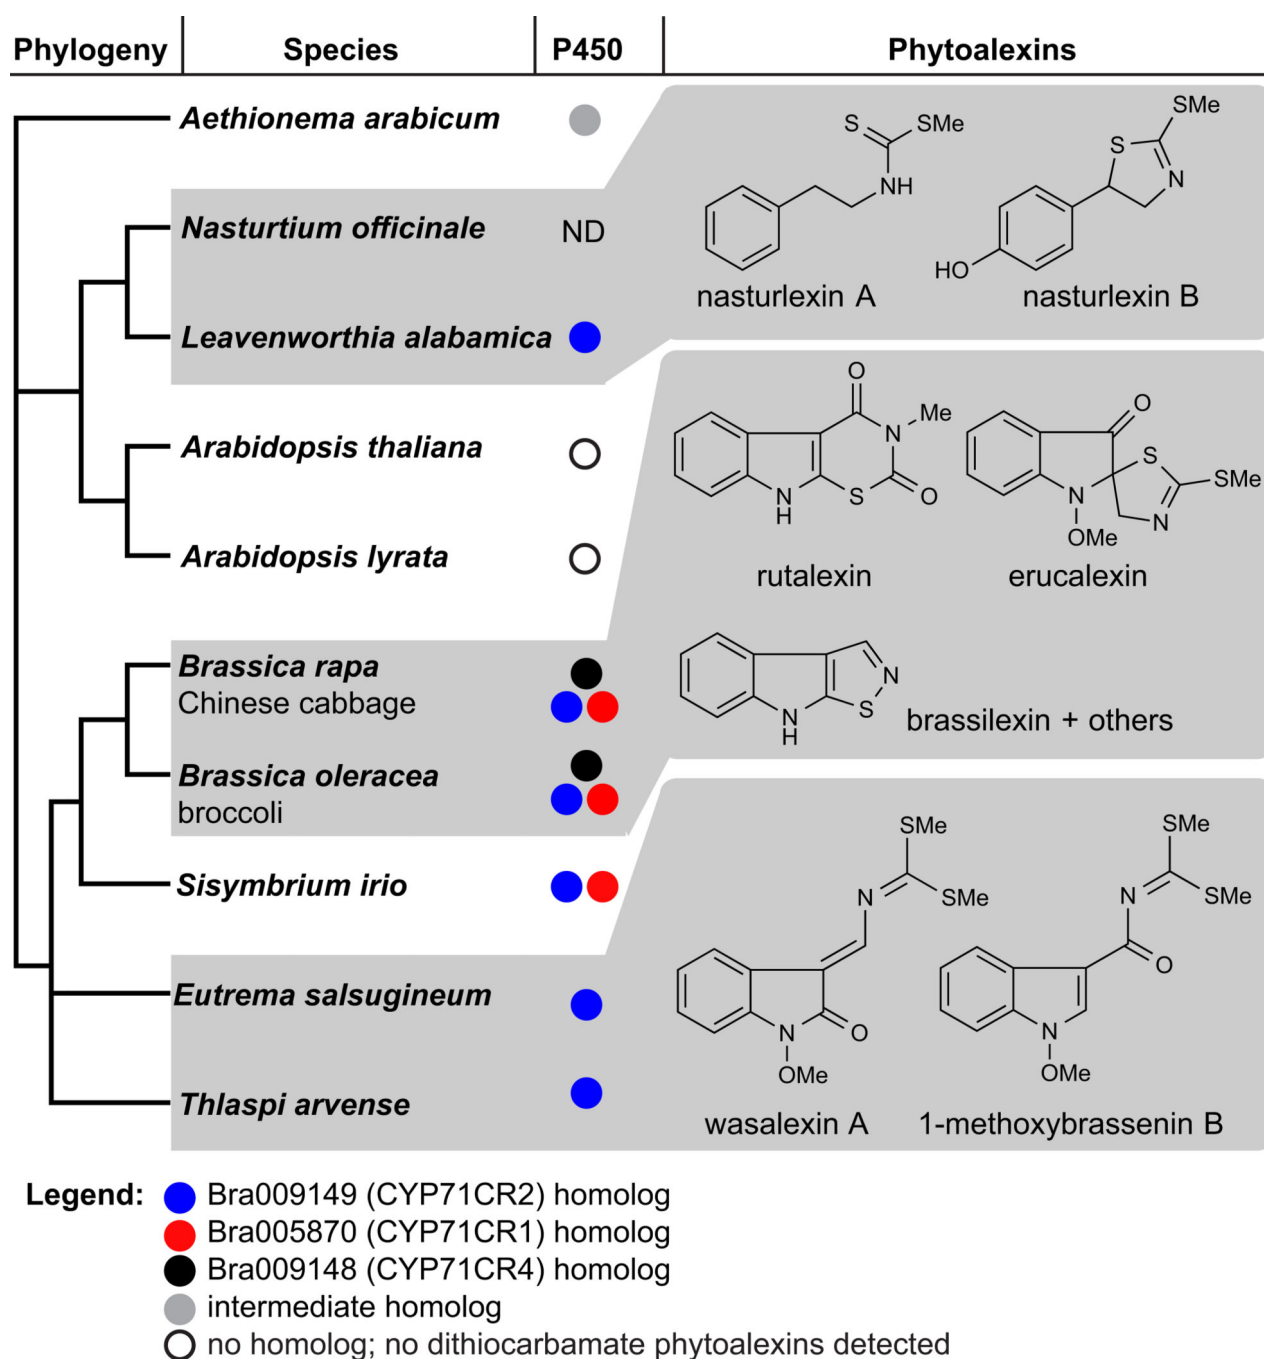 Phylogeny Species P450 Phytoalexins
Aethionema arabicum
S SMe
NH
SMe
S
N
HO
nasturlexin A nasturlexin B
Nasturtium officinale ND
Leavenworthia alabamica
Arabidopsis thaliana
Arabidopsis lyrata
O
N Me
N
H
S O
O
S
SMe
N
N
OMe
rutalexin erucalexin
Brassica rapa
Chinese cabbage
Brassica oleracea
broccoli
N
S
N
H
brassilexin + others
Sisymbrium irio
Eutrema salsugineum
Thlaspi arvense
SMe
N SMe
N O
OMe
SMe
N SMe
O
N
OMe
wasalexin A 1-methoxybrassenin B
Legend: Bra009149 (CYP71CR2) homolog
Bra005870 (CYP71CR1) homolog
Bra009148 (CYP71CR4) homolog
intermediate homolog
no homolog; no dithiocarbamate phytoalexins detected